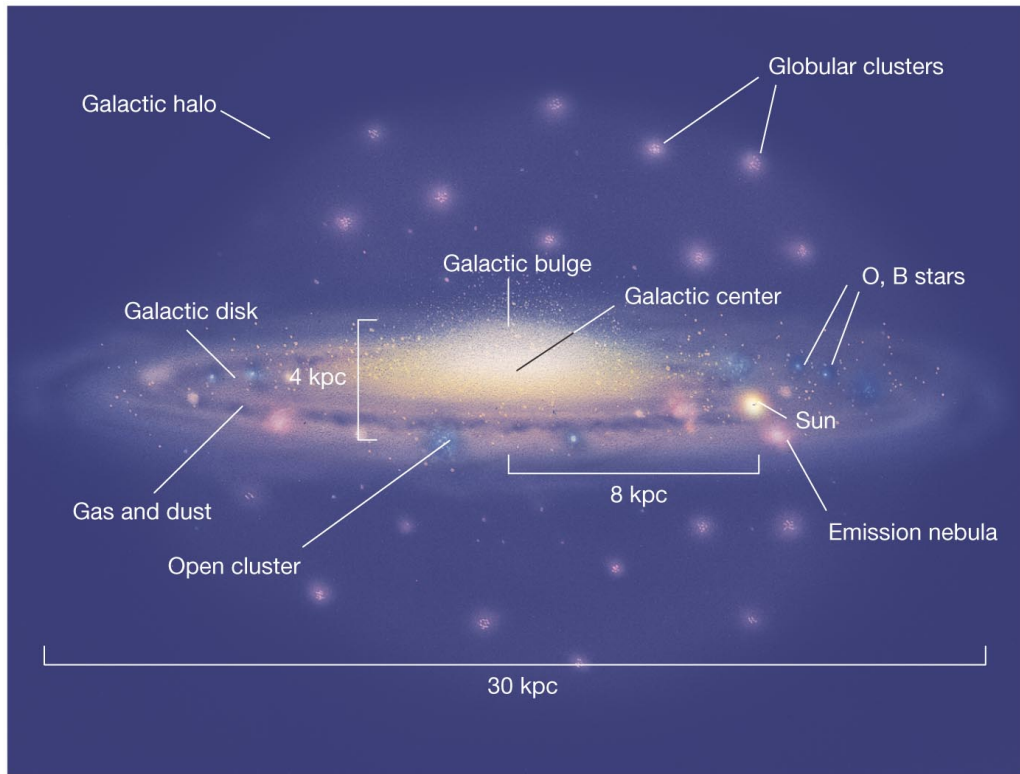 Globular clusters
Galactic halo
Galactic bulge
O, B stars
Galactic center
Galactic disk
4 kpc
Sun
8 kpc
Gas and dust
Emission nebula
Open cluster
30 kpc